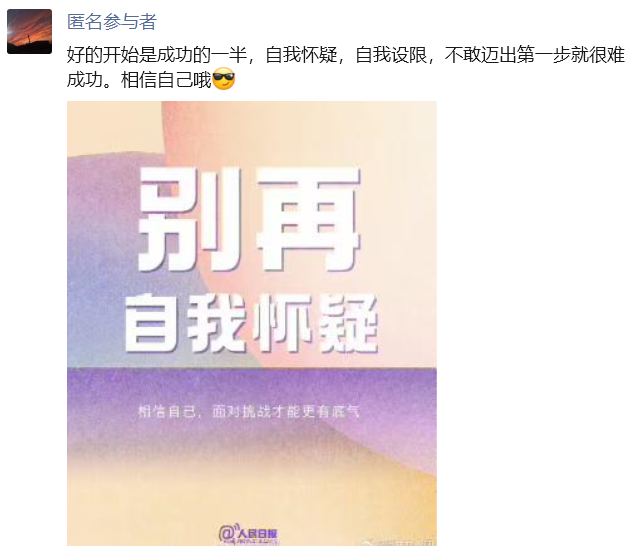 匿名参与者
好的开始是成功的一半，自我怀疑，自我设限，不敢迈出第一步就很难
成功。相信自己哦😎
别再
自我怀疑
相信自己，面对挑战才能更有底气
@人民日报